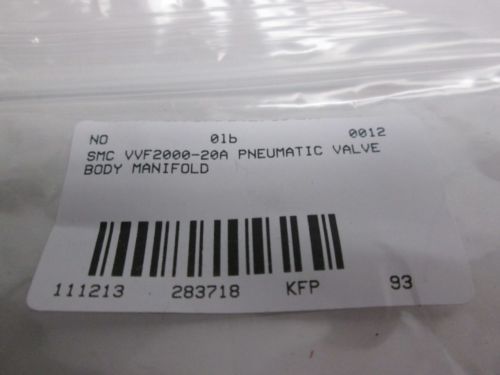 NO 01b 0012
SMC VVF2000-20A PNEUMATIC VALVE
BODY MANIFOLD
111213 283718 KFP 93